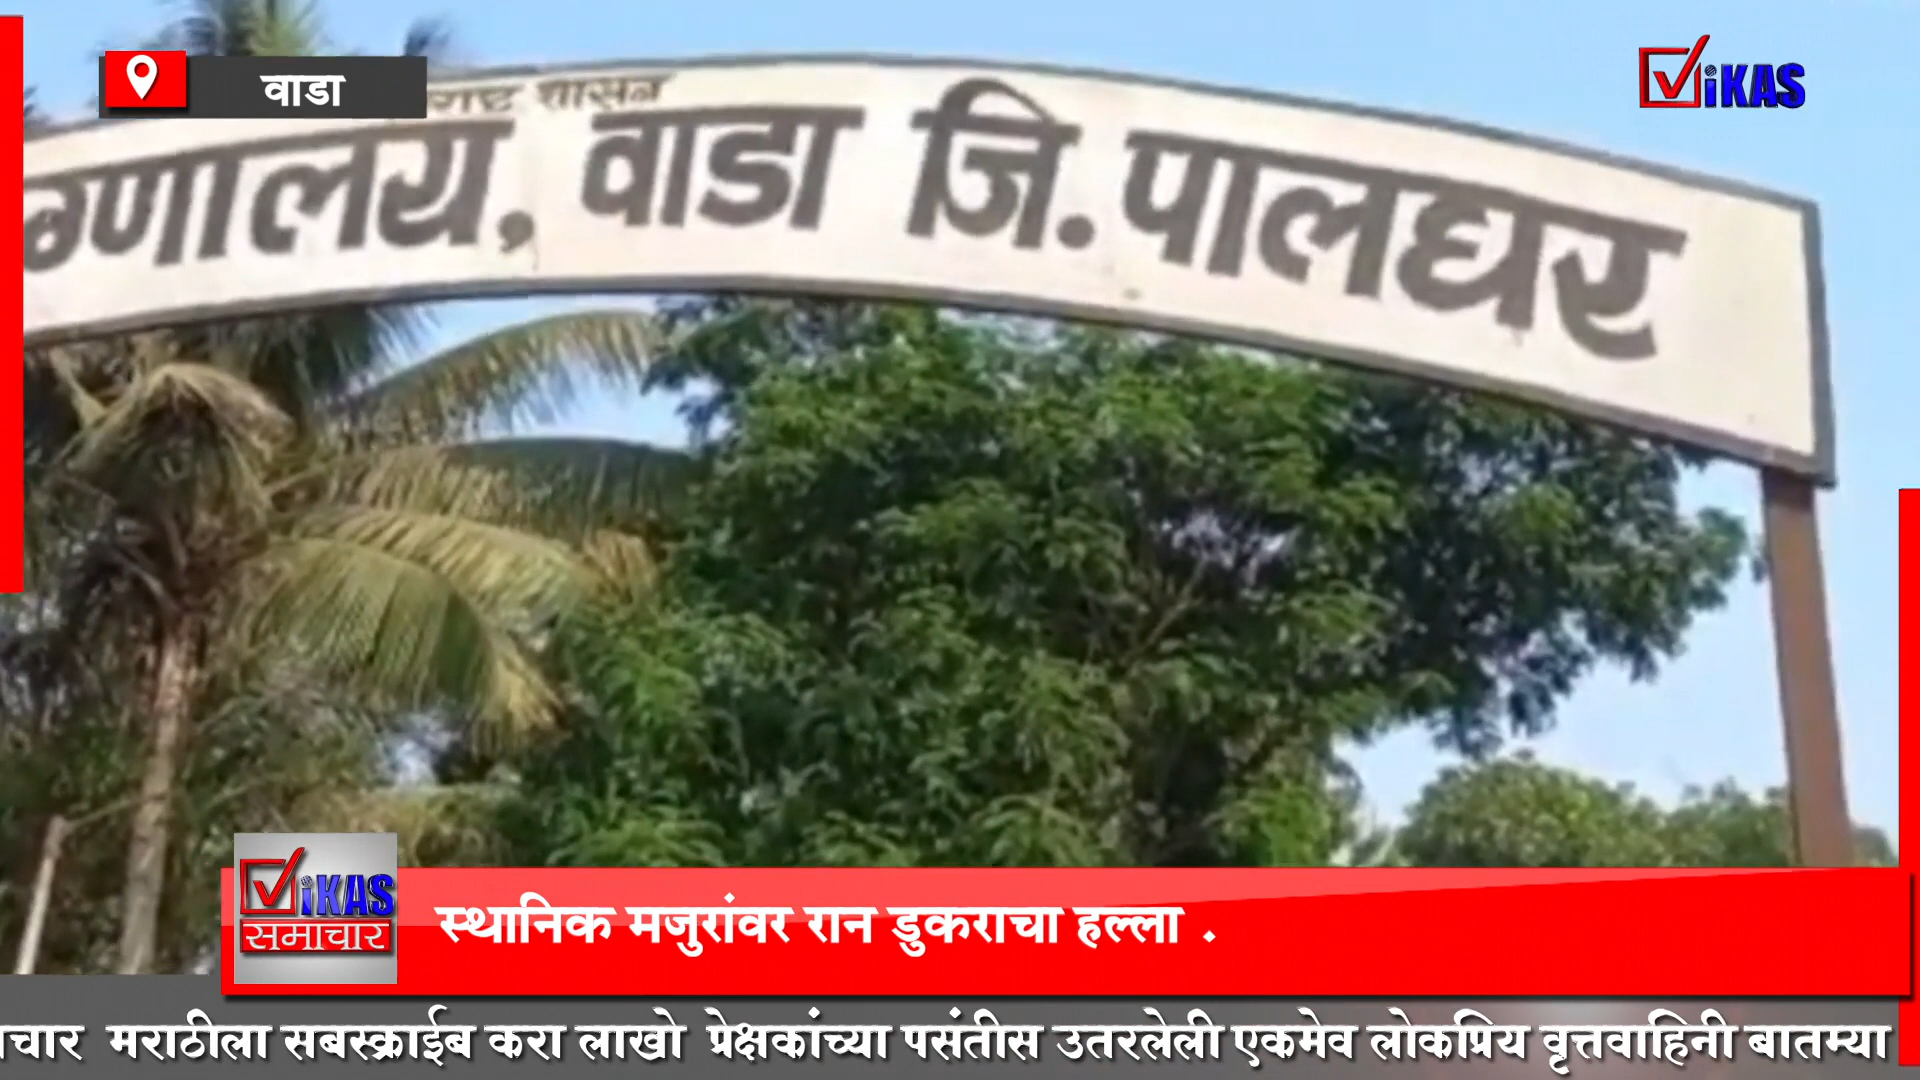 वाडा
ViKAS
शासन
रुग्णालय, वाडा जि.पालघर
ViKAS
समाचार
स्थानिक मजुरांवर रान डुकराचा हल्ला .
मराठीला सबस्क्राईब करा लाखो प्रेक्षकांच्या पसंतीस उतरलेली एकमेव लोकप्रिय वृत्तवाहिनी बातम्या